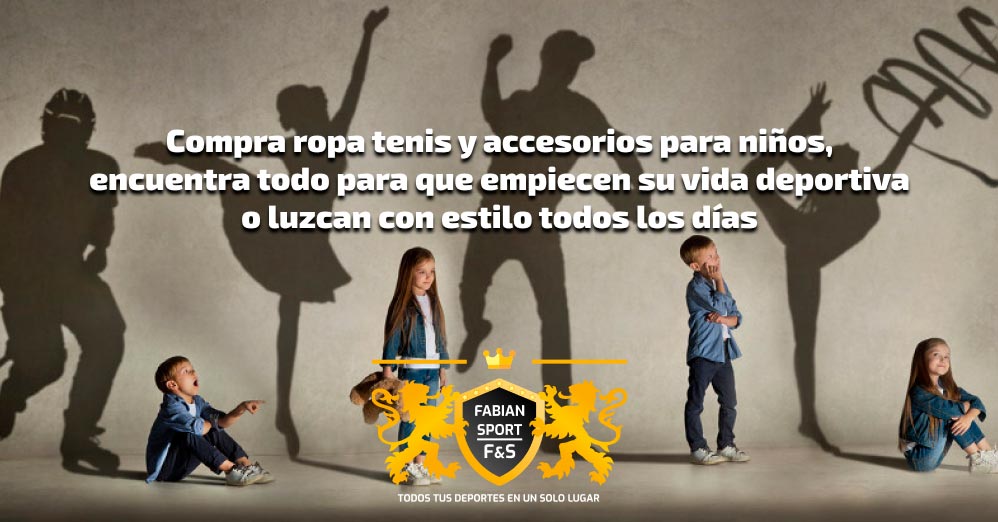 Compra ropa tenis y accesorios para niños,
encuentra todo para que empiecen su vida deportiva
o luzcan con estilo todos los días
FABIAN
SPORT
F&S
TODOS TUS DEPORTES EN UN SOLO LUGAR